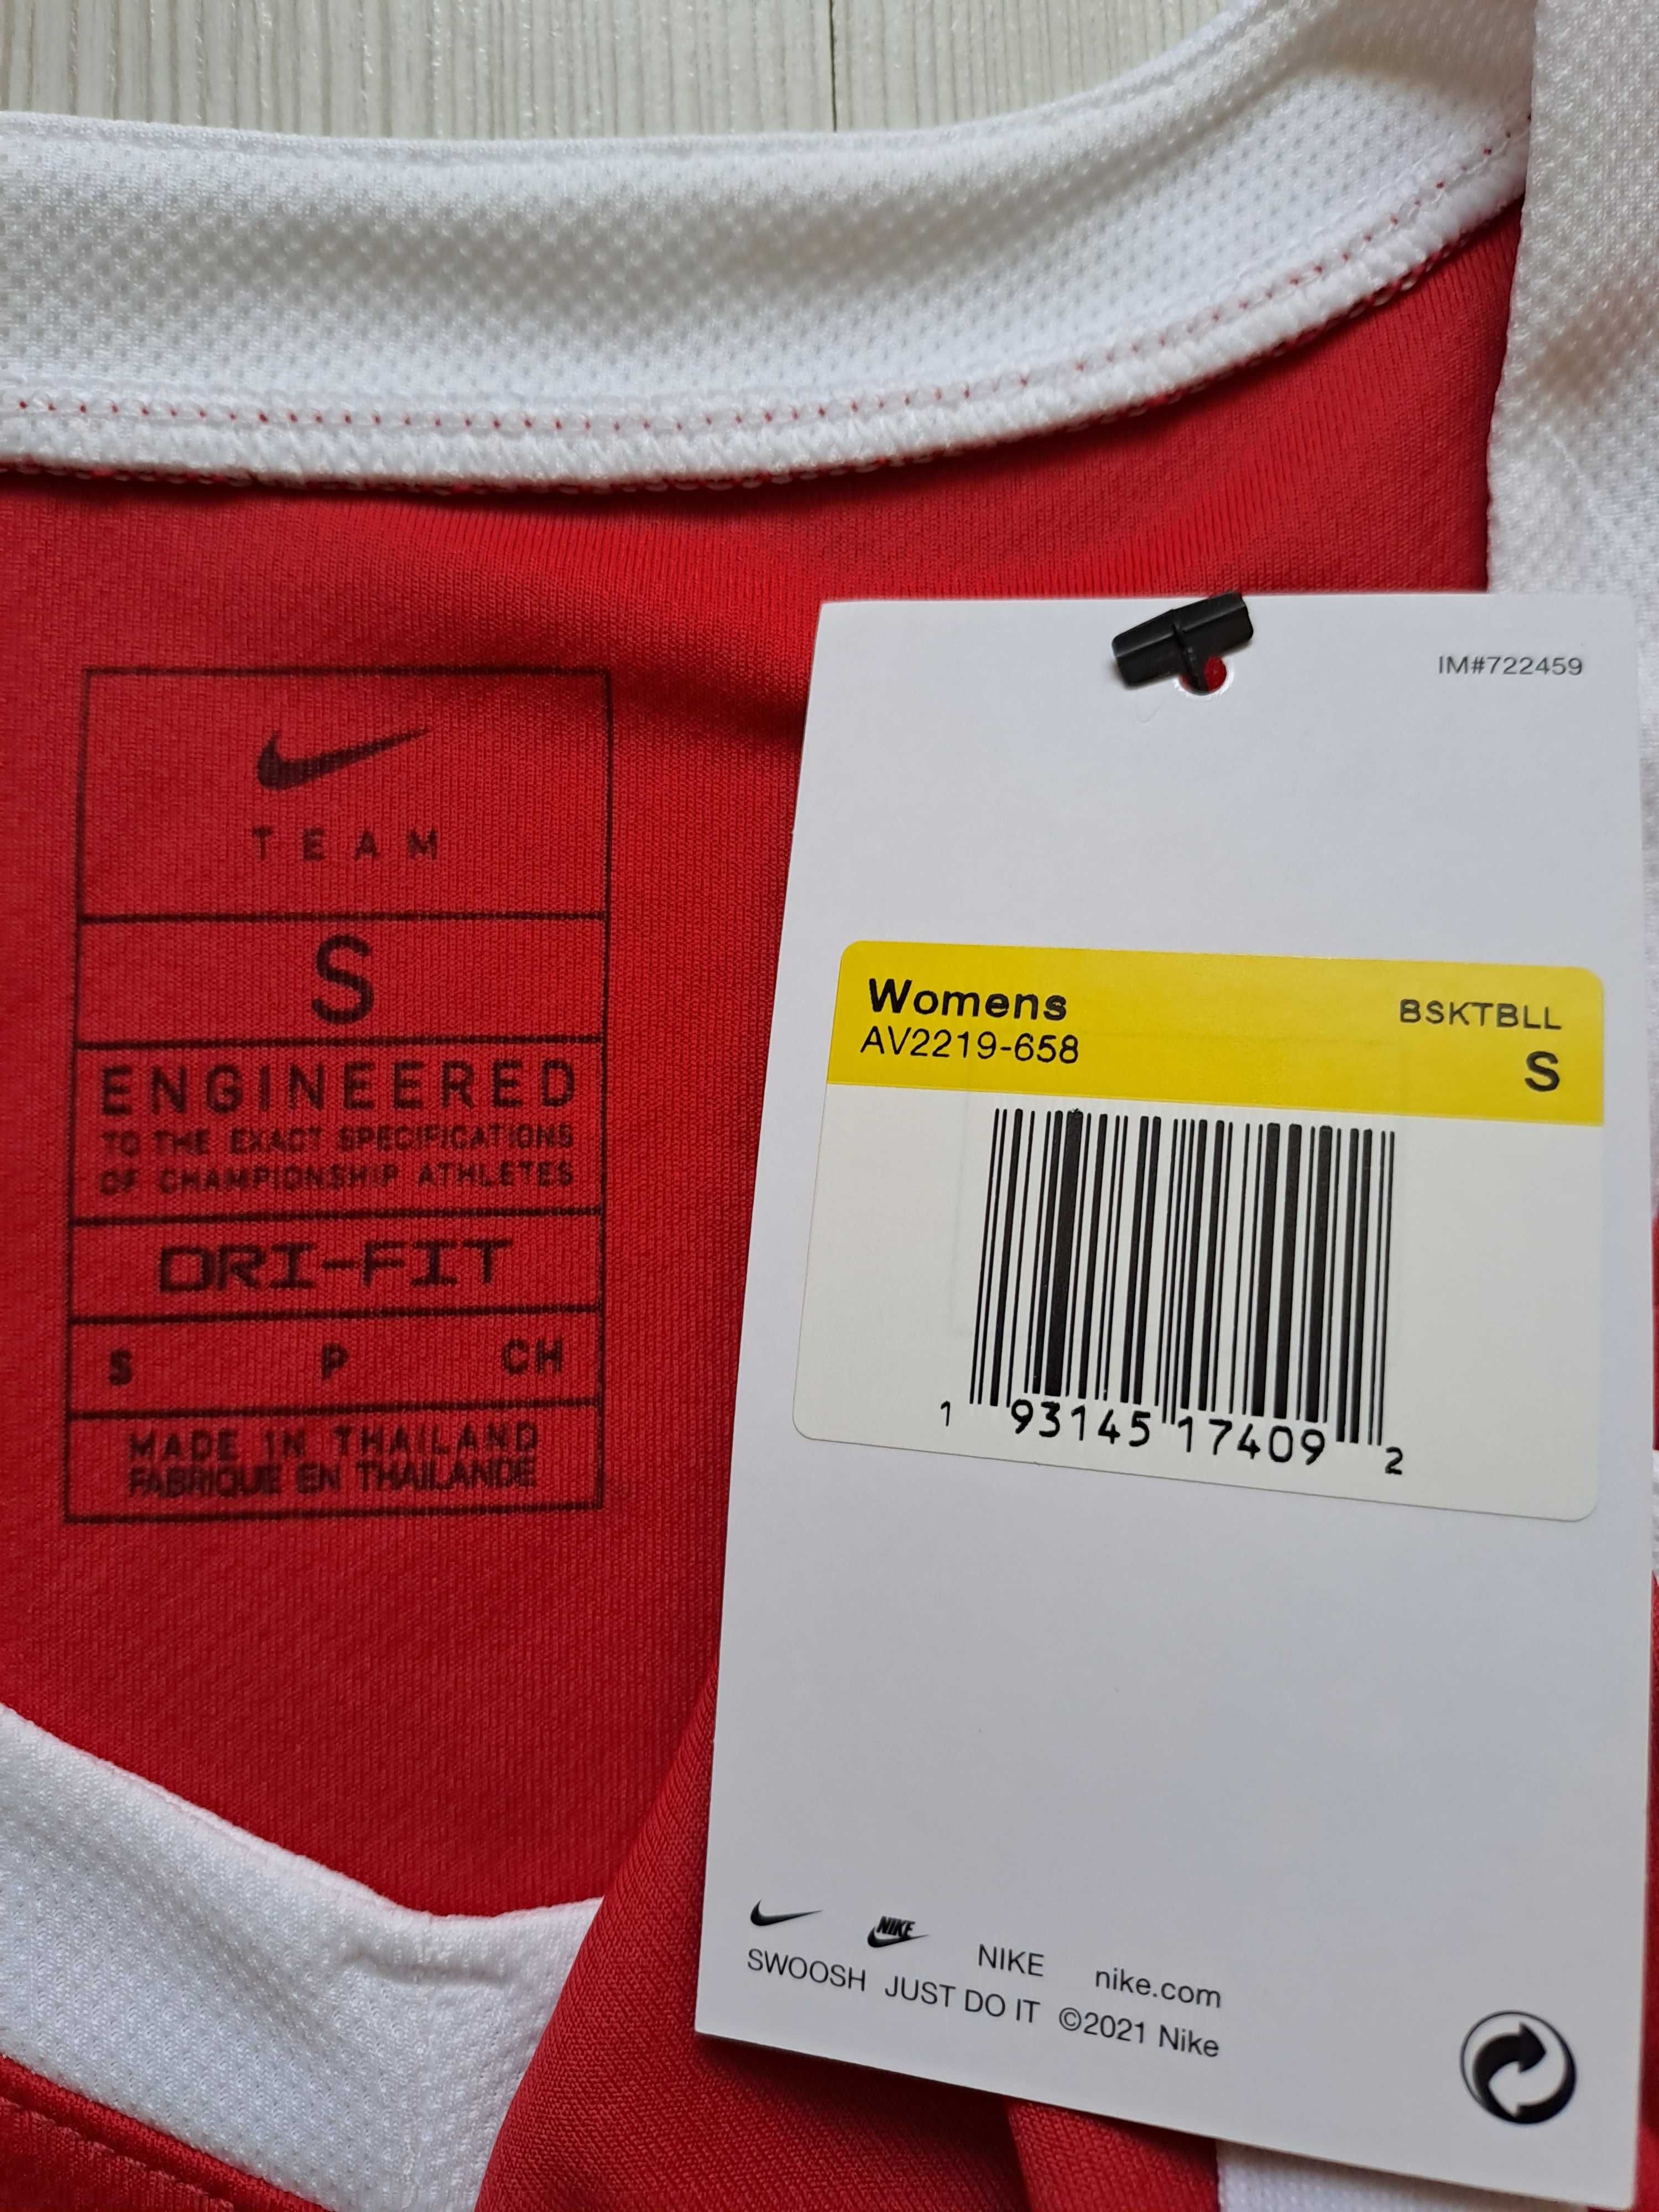 TEAM
S
ENGINEERED
TO THE EXACT SPECIFICATIONS
OF CHAMPIONSHIP ATHLETES
DRI-FIT
S P CH
MADE IN THAILAND
FABRIQUE EN THAILANDE
IM#722459
Womens BSKTBLL
AV2219-658 S
1 93145 17409 2
NIKE NIKE nike.com
SWOOSH JUST DO IT ©2021 Nike